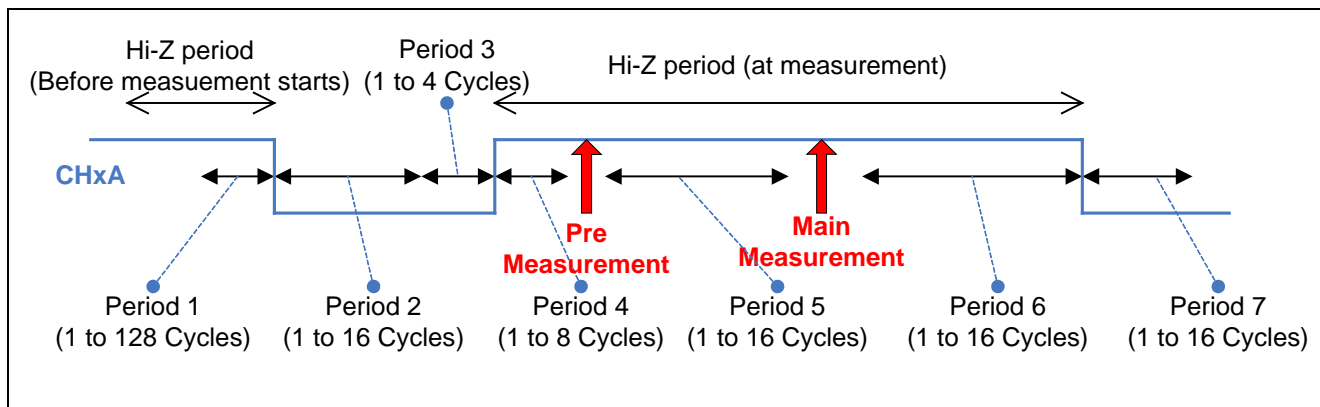 Hi-Z period
(Before measuement starts)
Period 3
(1 to 4 Cycles)
Hi-Z period (at measurement)
CHxA
Pre
Measurement
Main
Measurement
Period 1
(1 to 128 Cycles)
Period 2
(1 to 16 Cycles)
Period 4
(1 to 8 Cycles)
Period 5
(1 to 16 Cycles)
Period 6
(1 to 16 Cycles)
Period 7
(1 to 16 Cycles)